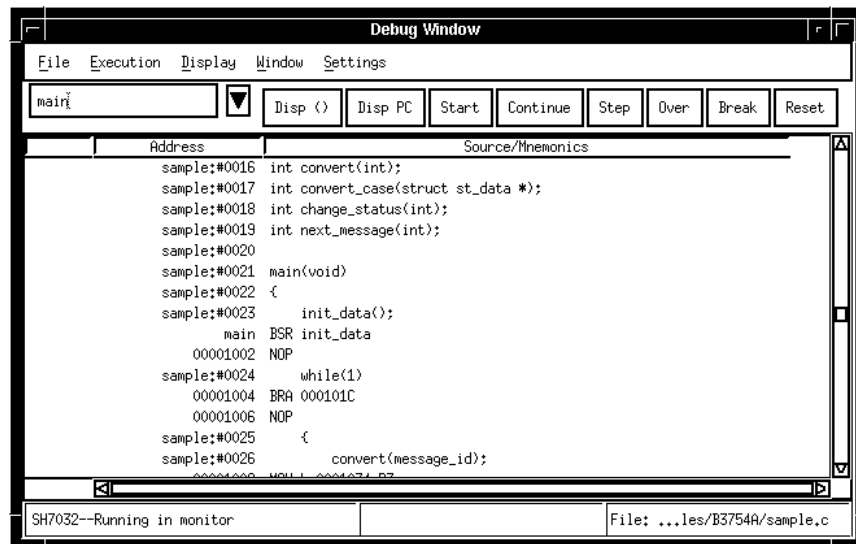 Debug Window
File Execution Display Window Settings
main
Disp () Disp PC Start Continue Step Over Break Reset
Address Source/Mnemonics
sample:#0016 int convert(int);
sample:#0017 int convert_case(struct st_data *);
sample:#0018 int change_status(int);
sample:#0019 int next_message(int);
sample:#0020
sample:#0021 main(void)
sample:#0022 {
sample:#0023 init_data();
main BSR init_data
00001002 NOP
sample:#0024 while(1)
00001004 BRA 000101C
00001006 NOP
sample:#0025 {
sample:#0026 convert(message_id);
SH7032--Running in monitor
File: ...les/B3754A/sample.c